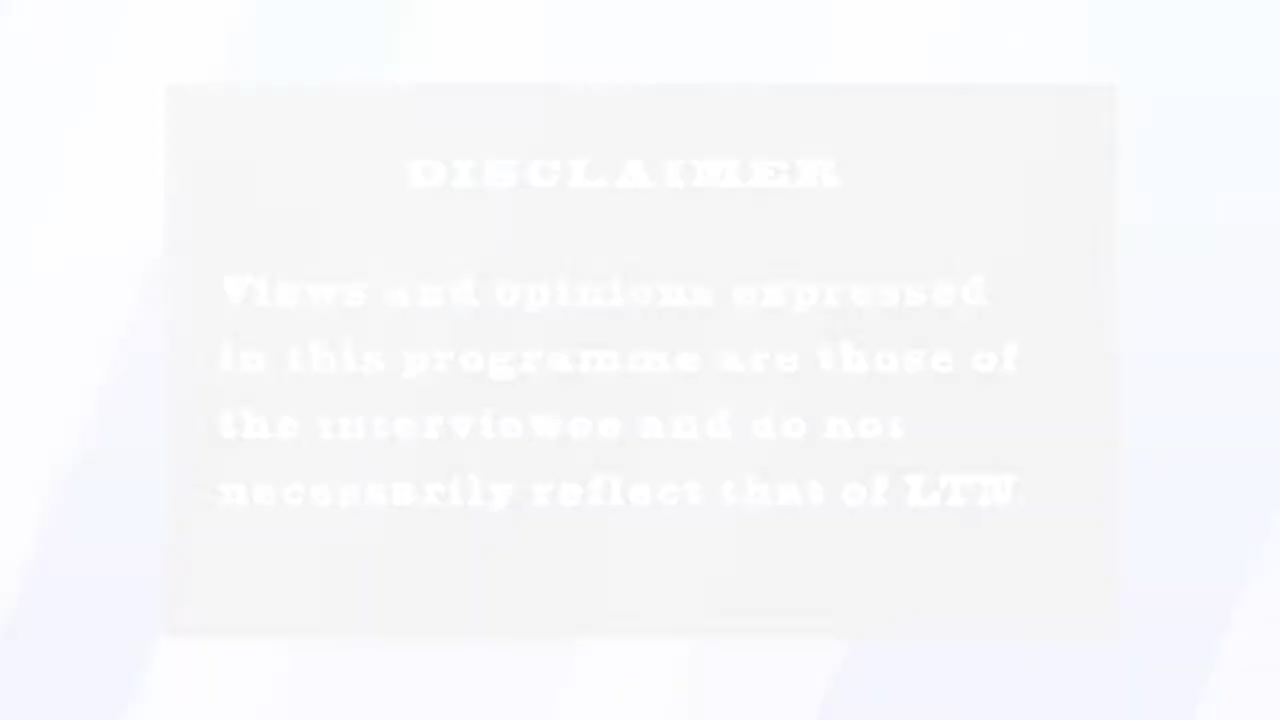 DISCLAIMER
Views and opinions expressed
in this programme are those of
the interviewee and do not
necessarily reflect that of LTN